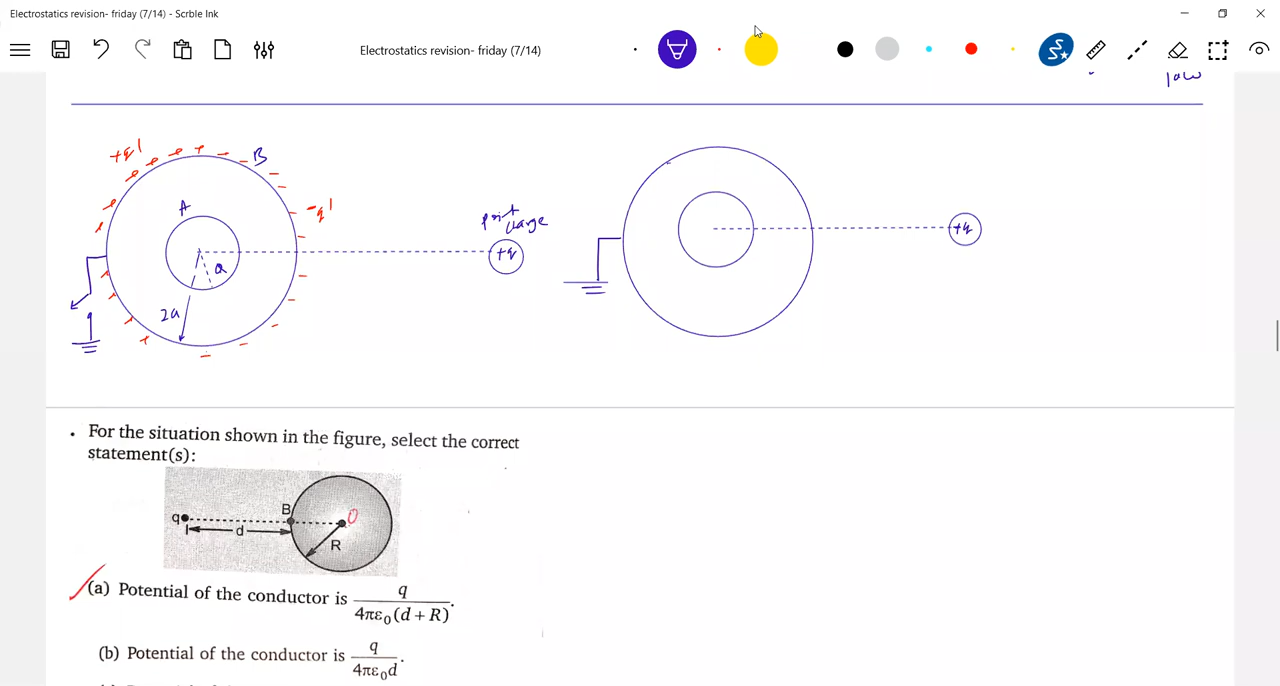 Electrostatics revision- friday (7/14) - Scrble Ink
Electrostatics revision- friday (7/14)
law
+q'
B
-q'
A
a
2a
point charge
+q
+q
For the situation shown in the figure, select the correct
statement(s):
q
B
O
d
R
(a) Potential of the conductor is q / 4πε₀(d + R).
(b) Potential of the conductor is q / 4πε₀d.